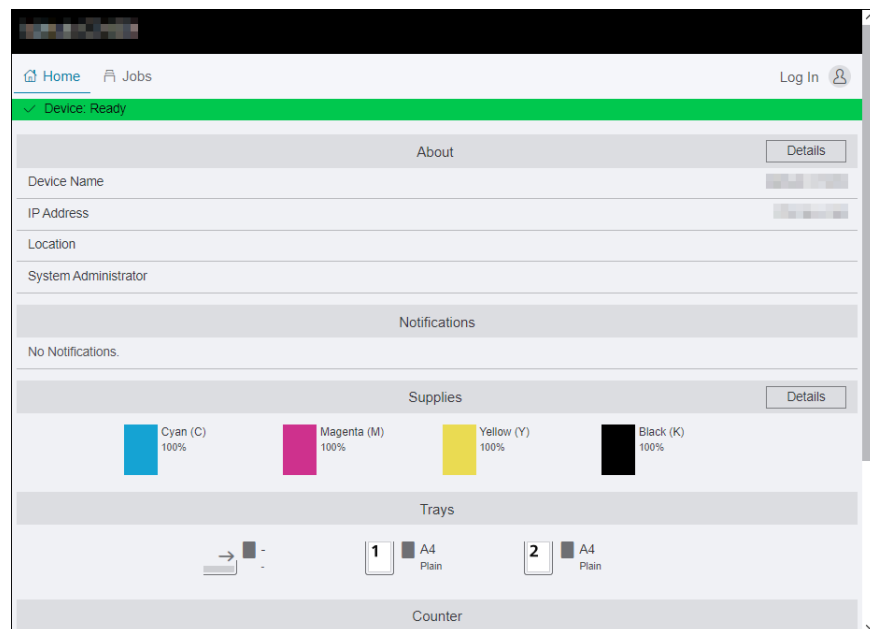 Home Jobs Log In
Device: Ready
About Details
Device Name
IP Address
Location
System Administrator
Notifications
No Notifications.
Supplies Details
Cyan (C) Magenta (M) Yellow (Y) Black (K)
100% 100% 100% 100%
Trays
- 1 A4 2 A4
- Plain Plain
Counter